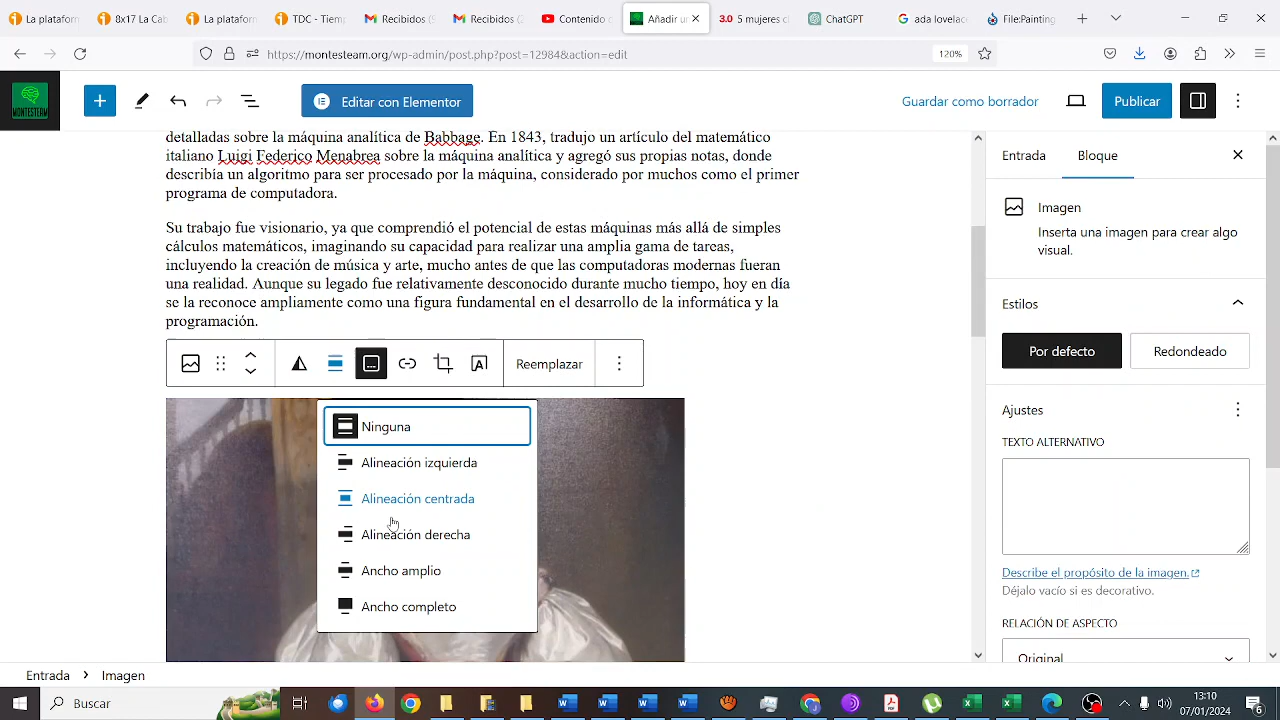 La platafor
8x17 La Cab
La platafor
TDC - Tiemp
Recibidos (5
Recibidos (2
Contenido d
Añadir un
3.0 5 mujeres ci
ChatGPT
ada lovelace
File:Painting
https://montesteam.org/wp-admin/post.php?post=12984&action=edit
120%
MONTESTEAM
Editar con Elementor
Guardar como borrador
Publicar
detalladas sobre la máquina analítica de Babbage. En 1843, tradujo un artículo del matemático
italiano Luigi Federico Menabrea sobre la máquina analítica y agregó sus propias notas, donde
describía un algoritmo para ser procesado por la máquina, considerado por muchos como el primer
programa de computadora.
Su trabajo fue visionario, ya que comprendió el potencial de estas máquinas más allá de simples
cálculos matemáticos, imaginando su capacidad para realizar una amplia gama de tareas,
incluyendo la creación de música y arte, mucho antes de que las computadoras modernas fueran
una realidad. Aunque su legado fue relativamente desconocido durante mucho tiempo, hoy en día
se la reconoce ampliamente como una figura fundamental en el desarrollo de la informática y la
programación.
Reemplazar
Ninguna
Alineación izquierda
Alineación centrada
Alineación derecha
Ancho amplio
Ancho completo
Entrada
Bloque
Imagen
Inserta una imagen para crear algo
visual.
Estilos
Por defecto
Redondeado
Ajustes
TEXTO ALTERNATIVO
Describe el propósito de la imagen.
Déjalo vacío si es decorativo.
RELACIÓN DE ASPECTO
Original
Entrada > Imagen
Buscar
13:10
07/01/2024
6